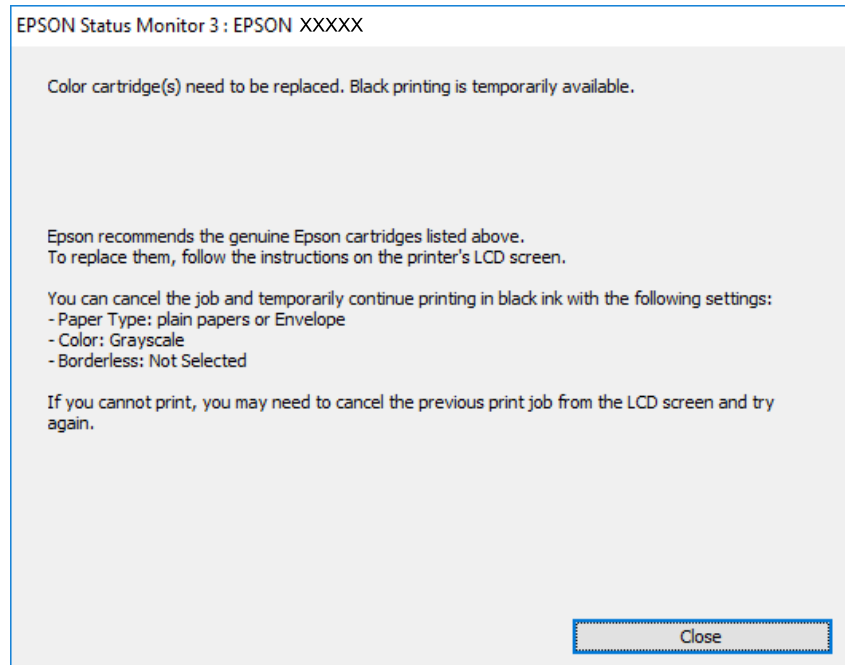 EPSON Status Monitor 3 : EPSON XXXXX
Color cartridge(s) need to be replaced. Black printing is temporarily available.
Epson recommends the genuine Epson cartridges listed above.
To replace them, follow the instructions on the printer's LCD screen.
You can cancel the job and temporarily continue printing in black ink with the following settings:
- Paper Type: plain papers or Envelope
- Color: Grayscale
- Borderless: Not Selected
If you cannot print, you may need to cancel the previous print job from the LCD screen and try
again.
Close